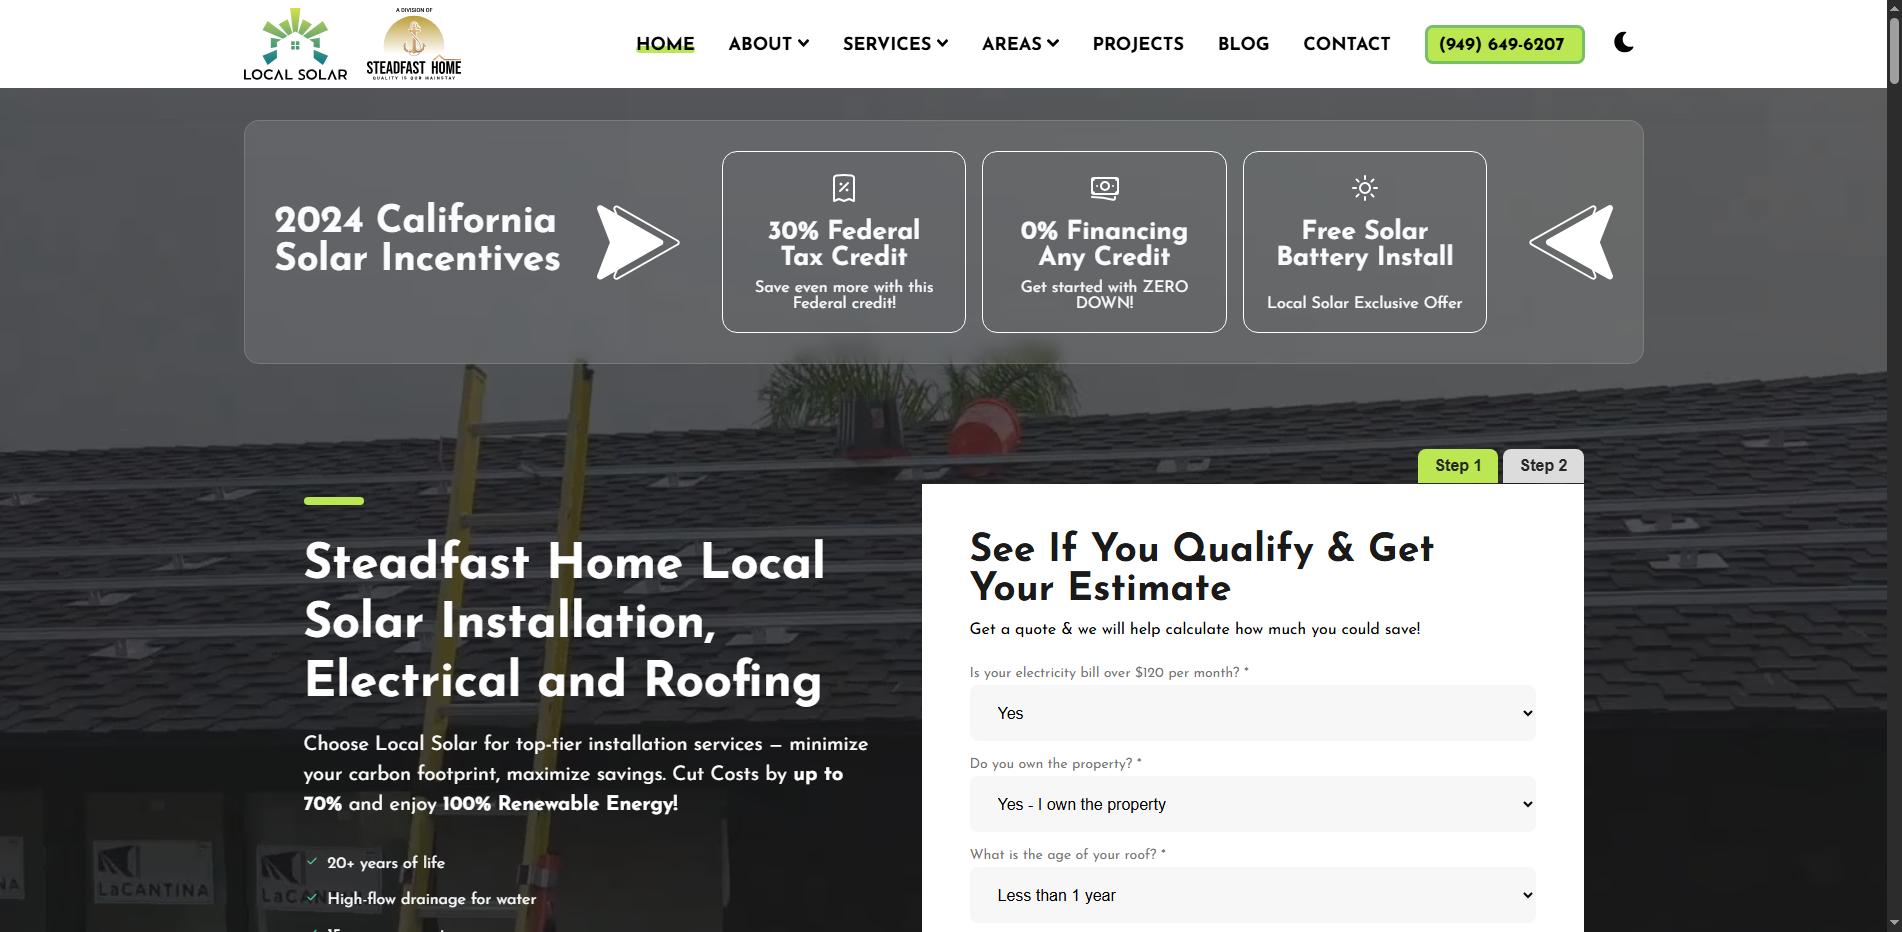 LOCAL SOLAR
A DIVISION OF
STEADFAST HOME
QUALITY IS OUR MAINSTAY
HOME
ABOUT
SERVICES
AREAS
PROJECTS
BLOG
CONTACT
(949) 649-6207
2024 California
Solar Incentives
30% Federal
Tax Credit
Save even more with this
Federal credit!
0% Financing
Any Credit
Get started with ZERO
DOWN!
Free Solar
Battery Install
Local Solar Exclusive Offer
Steadfast Home Local
Solar Installation,
Electrical and Roofing
Choose Local Solar for top-tier installation services — minimize
your carbon footprint, maximize savings. Cut Costs by up to
70% and enjoy 100% Renewable Energy!
20+ years of life
High-flow drainage for water
LACANTINA
Step 1
Step 2
See If You Qualify & Get
Your Estimate
Get a quote & we will help calculate how much you could save!
Is your electricity bill over $120 per month? *
Yes
Do you own the property? *
Yes - I own the property
What is the age of your roof? *
Less than 1 year